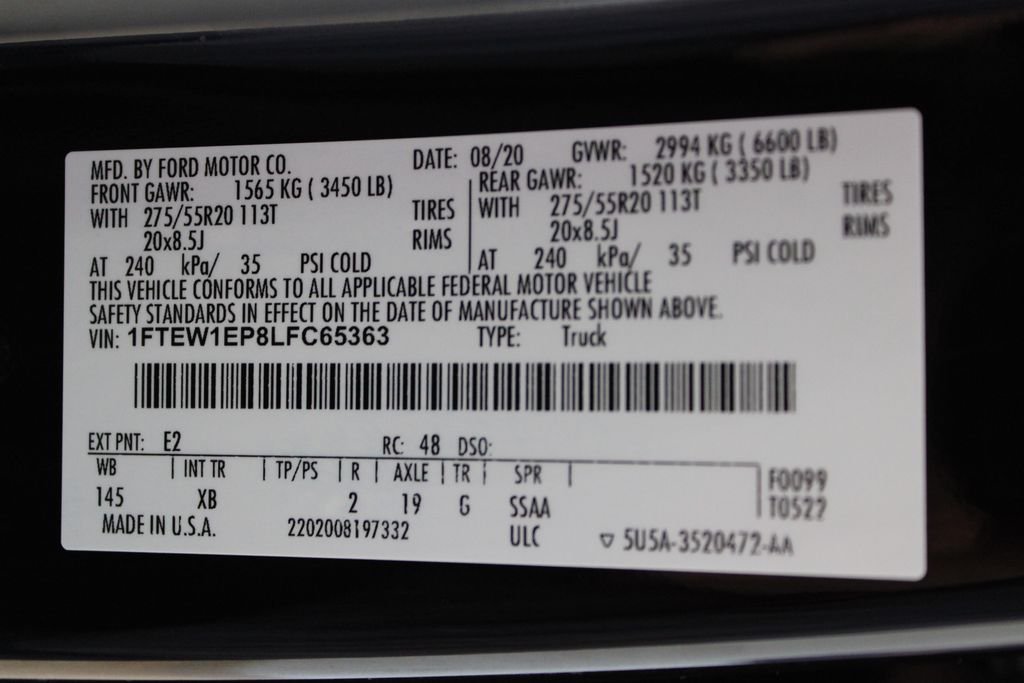 MFD. BY FORD MOTOR CO. DATE: 08/20 GVWR: 2994 KG ( 6600 LB)
FRONT GAWR: 1565 KG ( 3450 LB) REAR GAWR: 1520 KG ( 3350 LB)
WITH 275/55R20 113T TIRES WITH 275/55R20 113T TIRES
20x8.5J RIMS 20x8.5J RIMS
AT 240 kPa/ 35 PSI COLD AT 240 kPa/ 35 PSI COLD
THIS VEHICLE CONFORMS TO ALL APPLICABLE FEDERAL MOTOR VEHICLE
SAFETY STANDARDS IN EFFECT ON THE DATE OF MANUFACTURE SHOWN ABOVE.
VIN: 1FTEW1EP8LFC65363 TYPE: Truck
EXT PNT: E2 RC: 48 DSO:
WB | INT TR | TP/PS | R | AXLE | TR | SPR | F0099
145 XB 2 19 G SSAA T0522
MADE IN U.S.A. 2202008197332 ULC ▽ 5U5A-3520472-AA